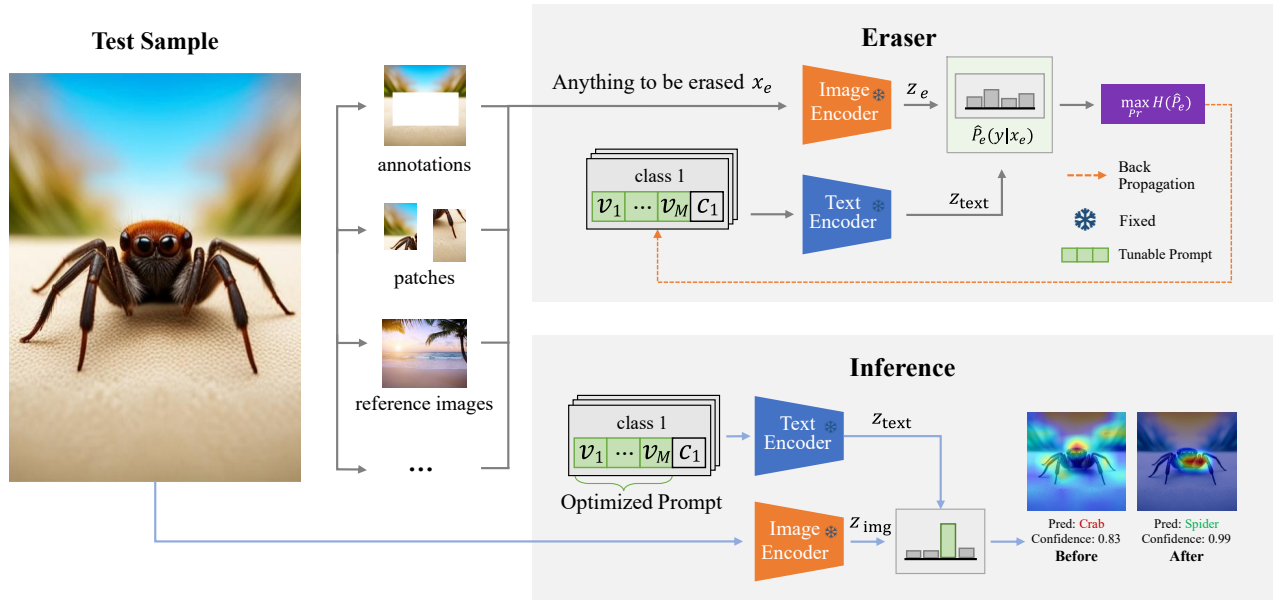 Test Sample
annotations
patches
reference images
...
Eraser
Anything to be erased x_e
Image
Encoder
z_e
P̂_e(y|x_e)
max H(P̂_e)
Pr
class 1
v_1 ... v_M c_1
Text
Encoder
z_text
Back
Propagation
Fixed
Tunable Prompt
Inference
class 1
v_1 ... v_M c_1
Optimized Prompt
Text
Encoder
z_text
Image
Encoder
z_img
Pred: Crab
Confidence: 0.83
Before
Pred: Spider
Confidence: 0.99
After